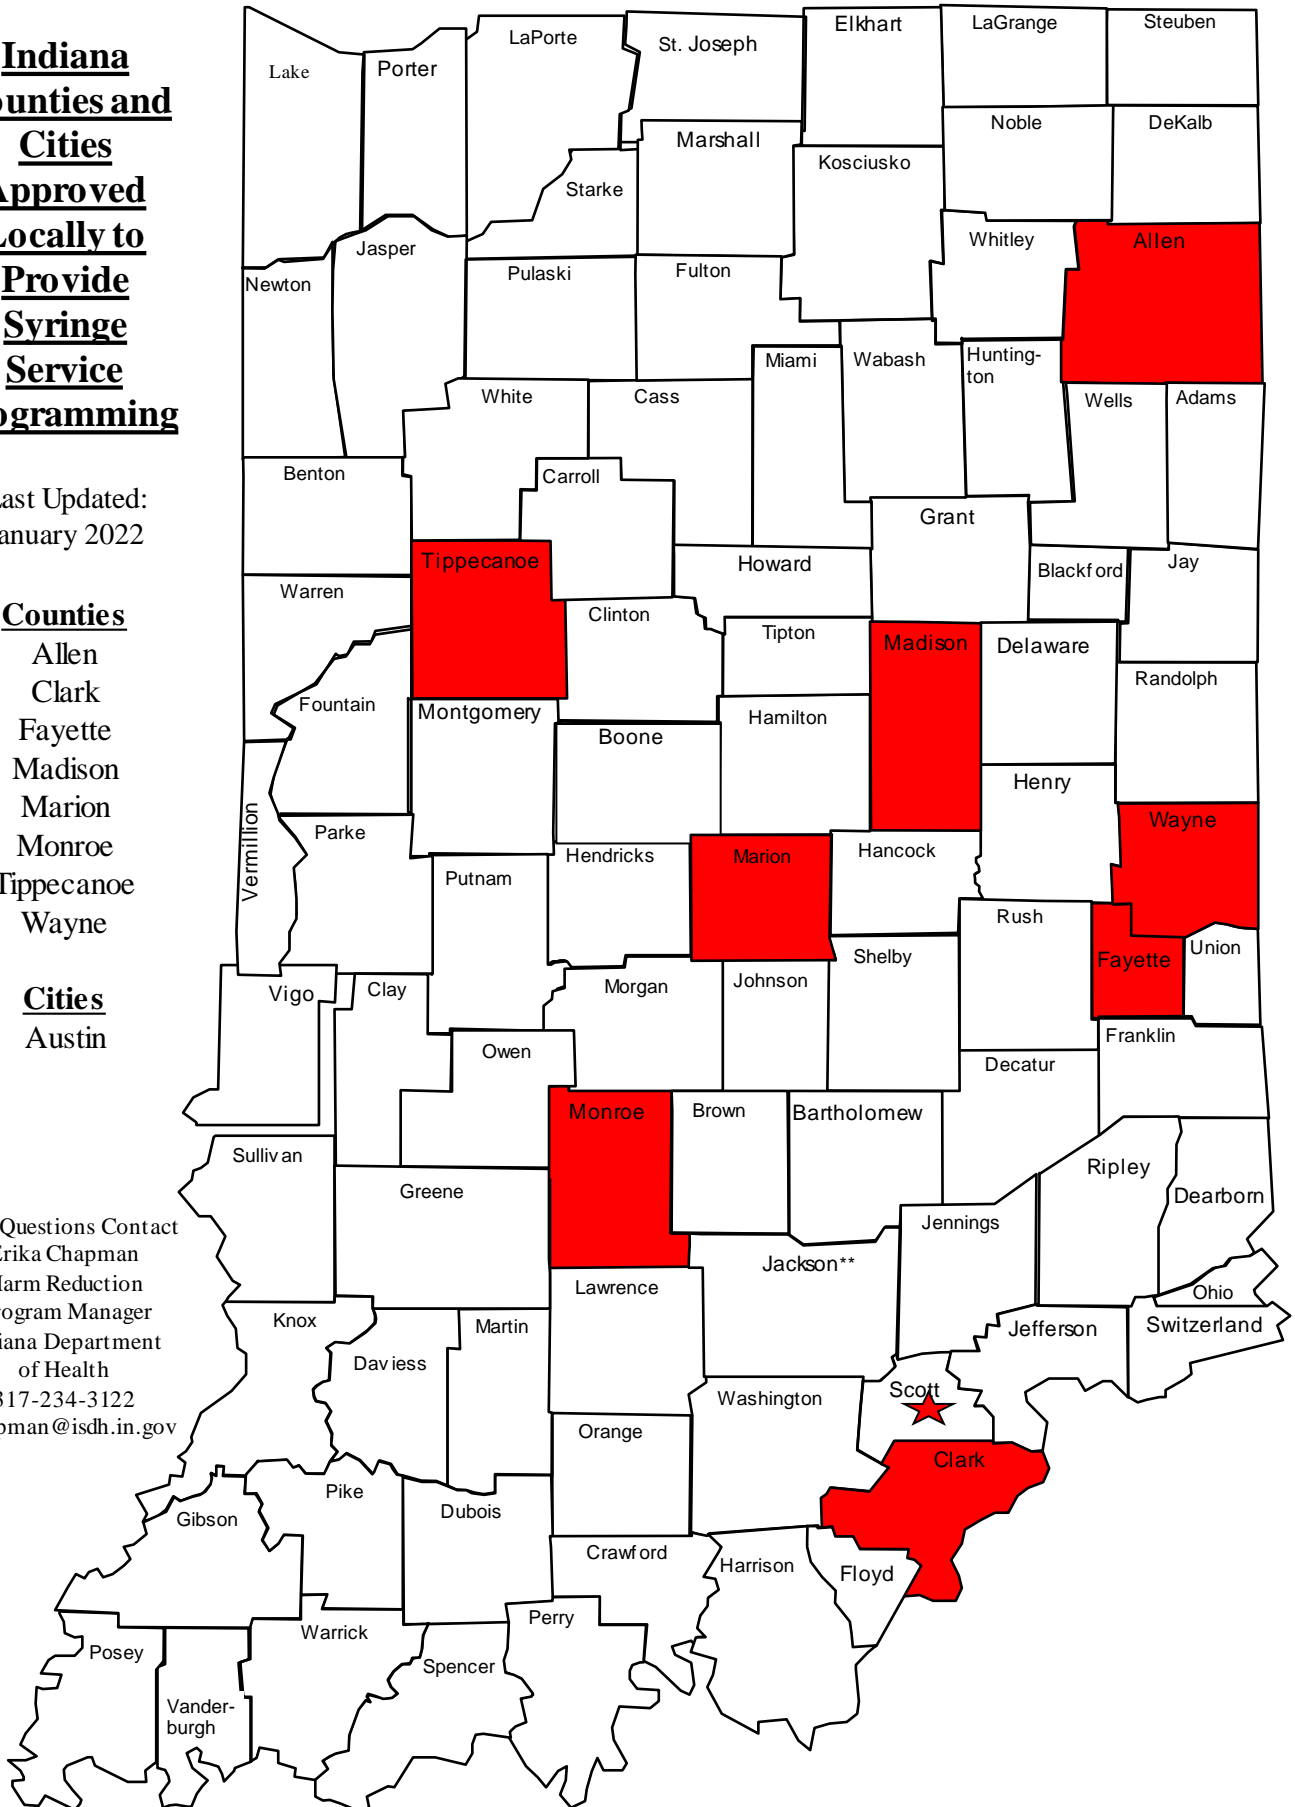 Indiana
ounties and
Cities
Approved
Locally to
Provide
Syringe
Service
ogramming
Last Updated:
January 2022
Counties
Allen
Clark
Fayette
Madison
Marion
Monroe
Tippecanoe
Wayne
Cities
Austin
Questions Contact
Erika Chapman
Harm Reduction
rogram Manager
iana Department
of Health
317-234-3122
pman@isdh.in.gov
Lake
Porter
LaPorte
St. Joseph
Elkhart
LaGrange
Steuben
Noble
DeKalb
Marshall
Kosciusko
Starke
Whitley
Allen
Jasper
Newton
Pulaski
Fulton
Miami
Wabash
Hunting-
ton
Wells
Adams
White
Cass
Benton
Carroll
Grant
Tippecanoe
Howard
Blackford
Jay
Warren
Clinton
Tipton
Madison
Delaware
Randolph
Fountain
Montgomery
Boone
Hamilton
Henry
Vermillion
Parke
Putnam
Hendricks
Marion
Hancock
Wayne
Rush
Fayette
Union
Vigo
Clay
Morgan
Johnson
Shelby
Owen
Decatur
Franklin
Monroe
Brown
Bartholomew
Sullivan
Greene
Ripley
Dearborn
Jennings
Jackson**
Lawrence
Ohio
Knox
Martin
Jefferson
Switzerland
Daviess
Washington
Scott
Orange
Clark
Pike
Dubois
Gibson
Crawford
Harrison
Floyd
Perry
Warrick
Posey
Spencer
Vander-
burgh